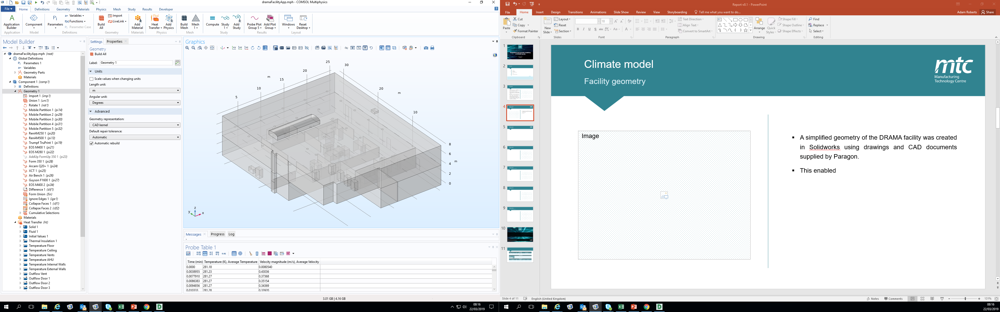 dramaFacilityApp.mph - COMSOL Multiphysics
File
Home
Definitions
Geometry
Materials
Physics
Mesh
Study
Results
Developer
Application Builder
Component
Parameters
Variables
Functions
Parameter Case
Build All
Import
LiveLink
Add Material
Heat Transfer
Add Physics
Build Mesh
Mesh 1
Compute
Study 1
Add Study
Probe Plot Group 5
Add Plot Group
Windows
Reset Desktop
Application
Model
Definitions
Geometry
Materials
Physics
Mesh
Study
Results
Layout
Model Builder
dramaFacilityApp.mph (root)
Global Definitions
Parameters 1
Variables
Geometry Parts
Materials
Component 1 (comp1)
Definitions
Geometry 1
Import 1 (imp1)
Union 1 (uni1)
Rotate 1 (rot1)
Mobile Partition 1 (pi14)
Mobile Partition 2 (pi29)
Mobile Partition 3 (pi30)
Mobile Partition 4 (pi31)
Mobile Partition 5 (pi32)
RenAM250 1 (pi20)
RenAM500 1 (pi13)
Trumpf TruPrint 1 (pi19)
EOS M400 1 (pi21)
EOS M280 1 (pi22)
AddUp FormUp 350 1 (pi23)
Form 350 1 (pi28)
Arcam Q20+ 1 (pi24)
XCT 1 (pi25)
Air Bench 1 (pi26)
Guyson F1600 1 (pi27)
EOS M400 2 (pi34)
Difference 1 (dif1)
Form Union (fin)
Ignore Edges 1 (ige1)
Collapse Faces 1 (clf1)
Collapse Faces 2 (clf2)
Cumulative Selections
Materials
Heat Transfer (ht)
Solid 1
Fluid 1
Initial Values 1
Thermal Insulation 1
Temperature Floor
Temperature Ceiling
Temperature Vents
Temperature AHU
Temperature Internal Walls
Temperature External Walls
Outflow Vent
Outflow Door 1
Outflow Door 2
Outflow Door 3
Settings
Properties
Geometry
Build All
Label: Geometry 1
Units
Scale values when changing units
Length unit:
m
Angular unit:
Degrees
Advanced
Geometry representation:
CAD kernel
Default repair tolerance:
Automatic
Automatic rebuild
Graphics
25
30
20
m
15
10
20
m
5
10
8
6
4
m
2
0
z
y
x
Messages
Progress
Log
Probe Table 1
Time (min) Temperature (K), Average Temperature Velocity magnitude (m/s), Average Velocity
0.0000 281.18 0.0080540
0.0038955 281.23 0.43036
0.0077910 281.27 0.37368
0.0086383 281.27 0.35154
0.0094856 281.27 0.34369
0.010333 281.28 0.33920
3.01 GB | 4.16 GB
08:16
22/03/2019
Report v0.1 - PowerPoint
File
Home
Insert
Design
Transitions
Animations
Slide Show
Review
View
Storyboarding
Tell me what you want to do...
Adam Roberts
Share
Paste
Cut
Copy
Format Painter
New Slide
Layout
Reset
Section
18
Text Direction
Align Text
Convert to SmartArt
Arrange
Quick Styles
Shape Fill
Shape Outline
Shape Effects
Find
Replace
Select
Clipboard
Slides
Font
Paragraph
Drawing
Editing
1
2
3
4
5
6
7
8
9
10
11
Climate model
Facility geometry
mtc
Manufacturing
Technology Centre
Image
▪ A simplified geometry of the DRAMA facility was created
in Solidworks using drawings and CAD documents
supplied by Paragon.
▪ This enabled
Slide 4 of 11
English (United Kingdom)
Notes
Comments
131%
08:16
22/03/2019